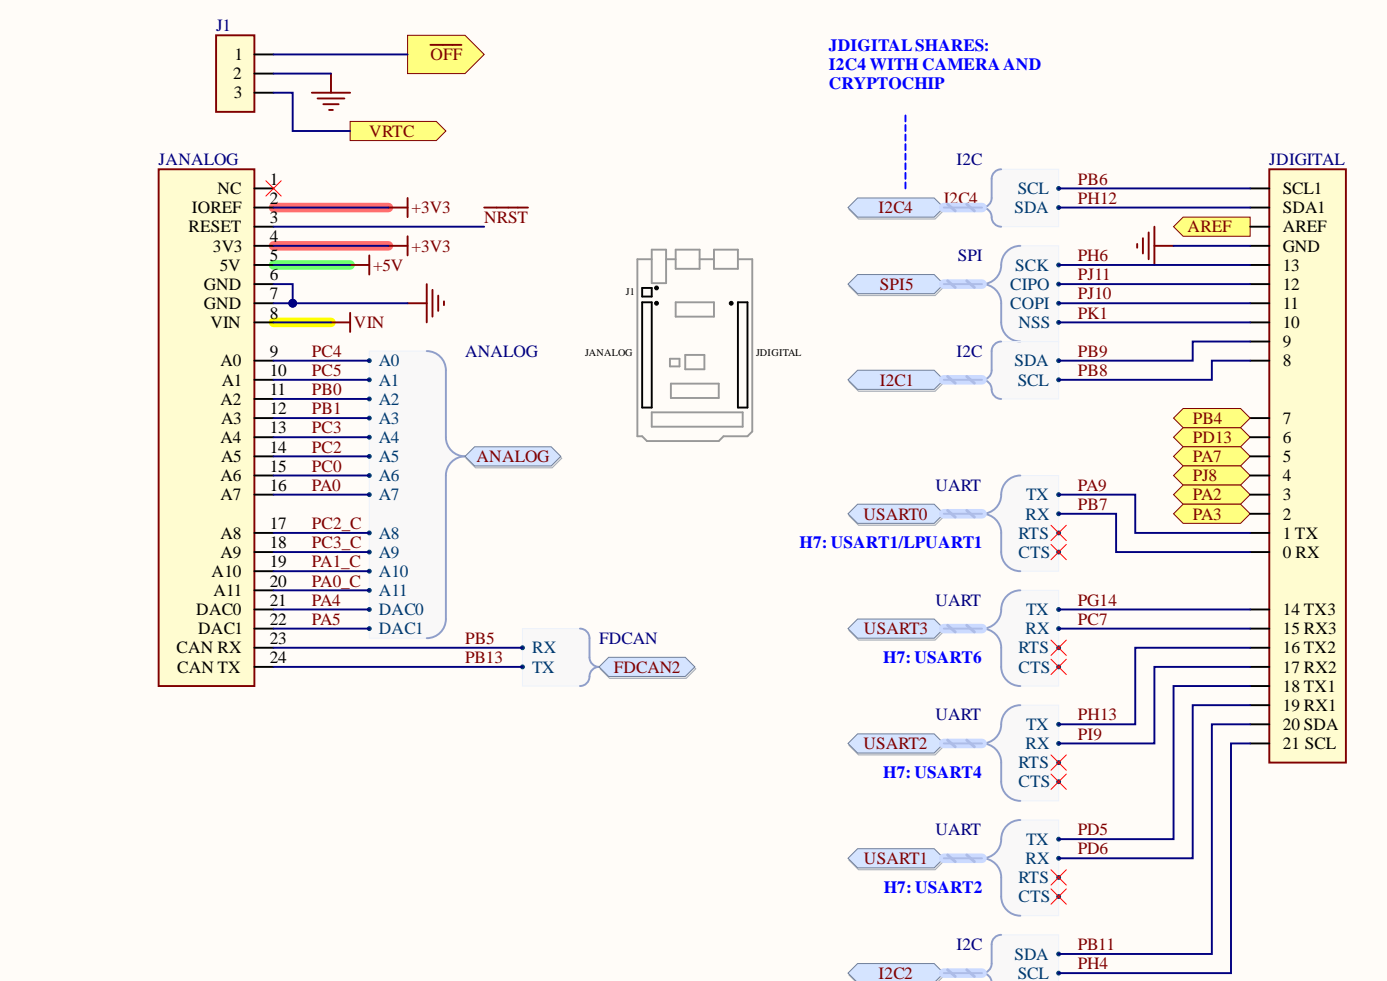 J1
1
2
3
OFF
VRTC
JDIGITAL SHARES:
I2C4 WITH CAMERA AND
CRYPTOCHIP
JANALOG
NC 1
IOREF 2 +3V3
RESET 3 NRST
3V3 4 +3V3
5V 5 +5V
GND 6
GND 7
VIN 8 VIN
ANALOG
A0 9 PC4 A0
A1 10 PC5 A1
A2 11 PB0 A2
A3 12 PB1 A3
A4 13 PC3 A4
A5 14 PC2 A5
A6 15 PC0 A6
A7 16 PA0 A7
ANALOG
A8 17 PC2_C A8
A9 18 PC3_C A9
A10 19 PA1_C A10
A11 20 PA0_C A11
DAC0 21 PA4 DAC0
DAC1 22 PA5 DAC1
CAN RX 23 PB5 RX
CAN TX 24 PB13 TX
FDCAN
FDCAN2
J1
JANALOG
JDIGITAL
I2C
I2C4 I2C4
SCL PB6
SDA PH12
SPI
SPI5
SCK PH6
CIPO PJ11
COPI PJ10
NSS PK1
I2C
I2C1
SDA PB9
SCL PB8
UART
USART0
H7: USART1/LPUART1
TX PA9
RX PB7
RTS
CTS
UART
USART3
H7: USART6
TX PG14
RX PC7
RTS
CTS
UART
USART2
H7: USART4
TX PH13
RX PI9
RTS
CTS
UART
USART1
H7: USART2
TX PD5
RX PD6
RTS
CTS
I2C
I2C2
SDA PB11
SCL PH4
JDIGITAL
SCL1
SDA1
AREF AREF
GND
13
12
11
10
9
8
PB4 7
PD13 6
PA7 5
PJ8 4
PA2 3
PA3 2
1 TX
0 RX
14 TX3
15 RX3
16 TX2
17 RX2
18 TX1
19 RX1
20 SDA
21 SCL